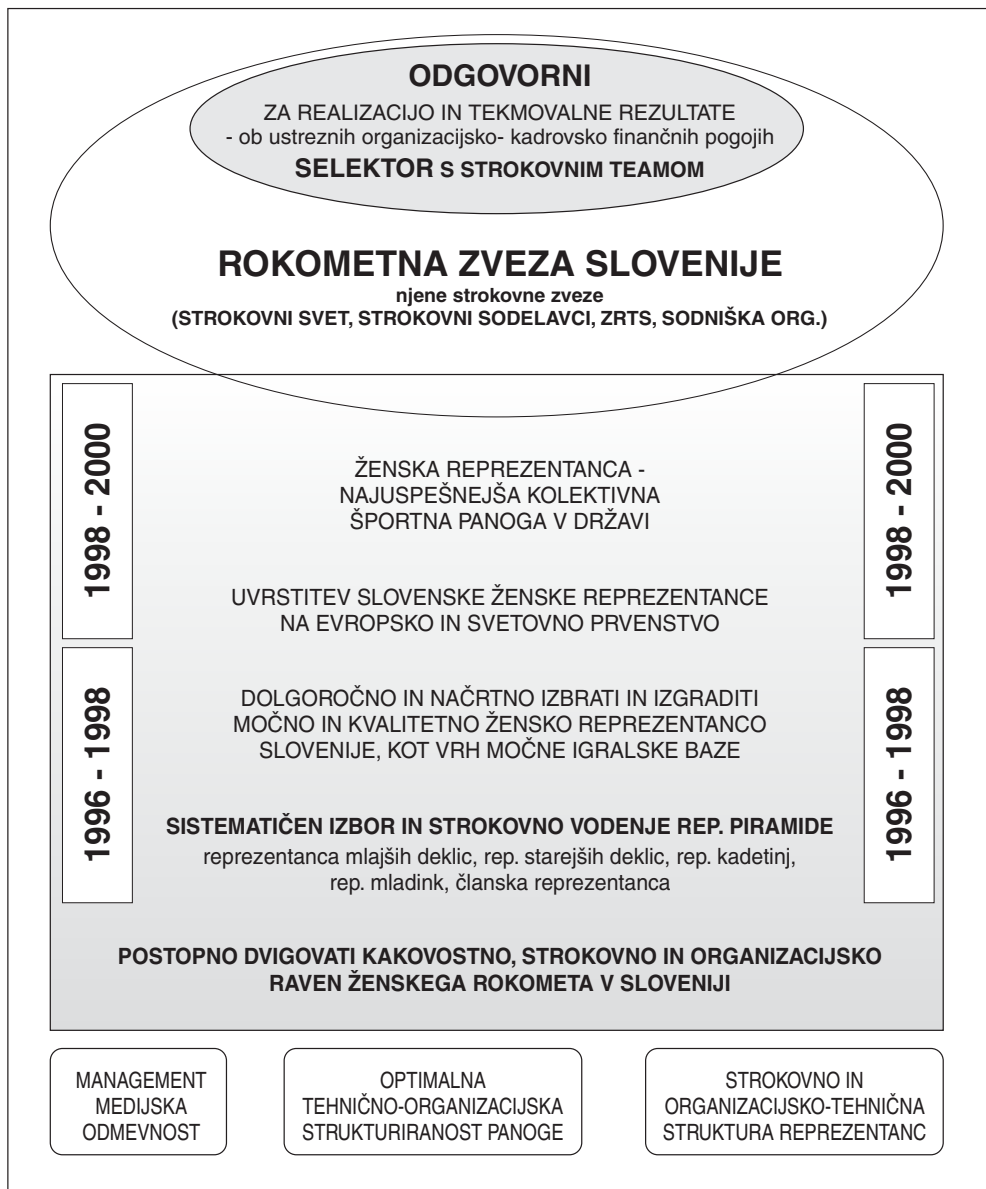 ODGOVORNI
ZA REALIZACIJO IN TEKMOVALNE REZULTATE
- ob ustreznih organizacijsko- kadrovsko finančnih pogojih
SELEKTOR S STROKOVNIM TEAMOM
ROKOMETNA ZVEZA SLOVENIJE
njene strokovne zveze
(STROKOVNI SVET, STROKOVNI SODELAVCI, ZRTS, SODNIŠKA ORG.)
1998 - 2000
ŽENSKA REPREZENTANCA -
NAJUSPEŠNEJŠA KOLEKTIVNA
ŠPORTNA PANOGA V DRŽAVI
UVRSTITEV SLOVENSKE ŽENSKE REPREZENTANCE
NA EVROPSKO IN SVETOVNO PRVENSTVO
1998 - 2000
1996 - 1998
DOLGOROČNO IN NAČRTNO IZBRATI IN IZGRADITI
MOČNO IN KVALITETNO ŽENSKO REPREZENTANCO
SLOVENIJE, KOT VRH MOČNE IGRALSKE BAZE
SISTEMATIČEN IZBOR IN STROKOVNO VODENJE REP. PIRAMIDE
reprezentanca mlajših deklic, rep. starejših deklic, rep. kadetinj,
rep. mladink, članska reprezentanca
1996 - 1998
POSTOPNO DVIGOVATI KAKOVOSTNO, STROKOVNO IN ORGANIZACIJSKO
RAVEN ŽENSKEGA ROKOMETA V SLOVENIJI
MANAGEMENT
MEDIJSKA
ODMEVNOST
OPTIMALNA
TEHNIČNO-ORGANIZACIJSKA
STRUKTURIRANOST PANOGE
STROKOVNO IN
ORGANIZACIJSKO-TEHNIČNA
STRUKTURA REPREZENTANC